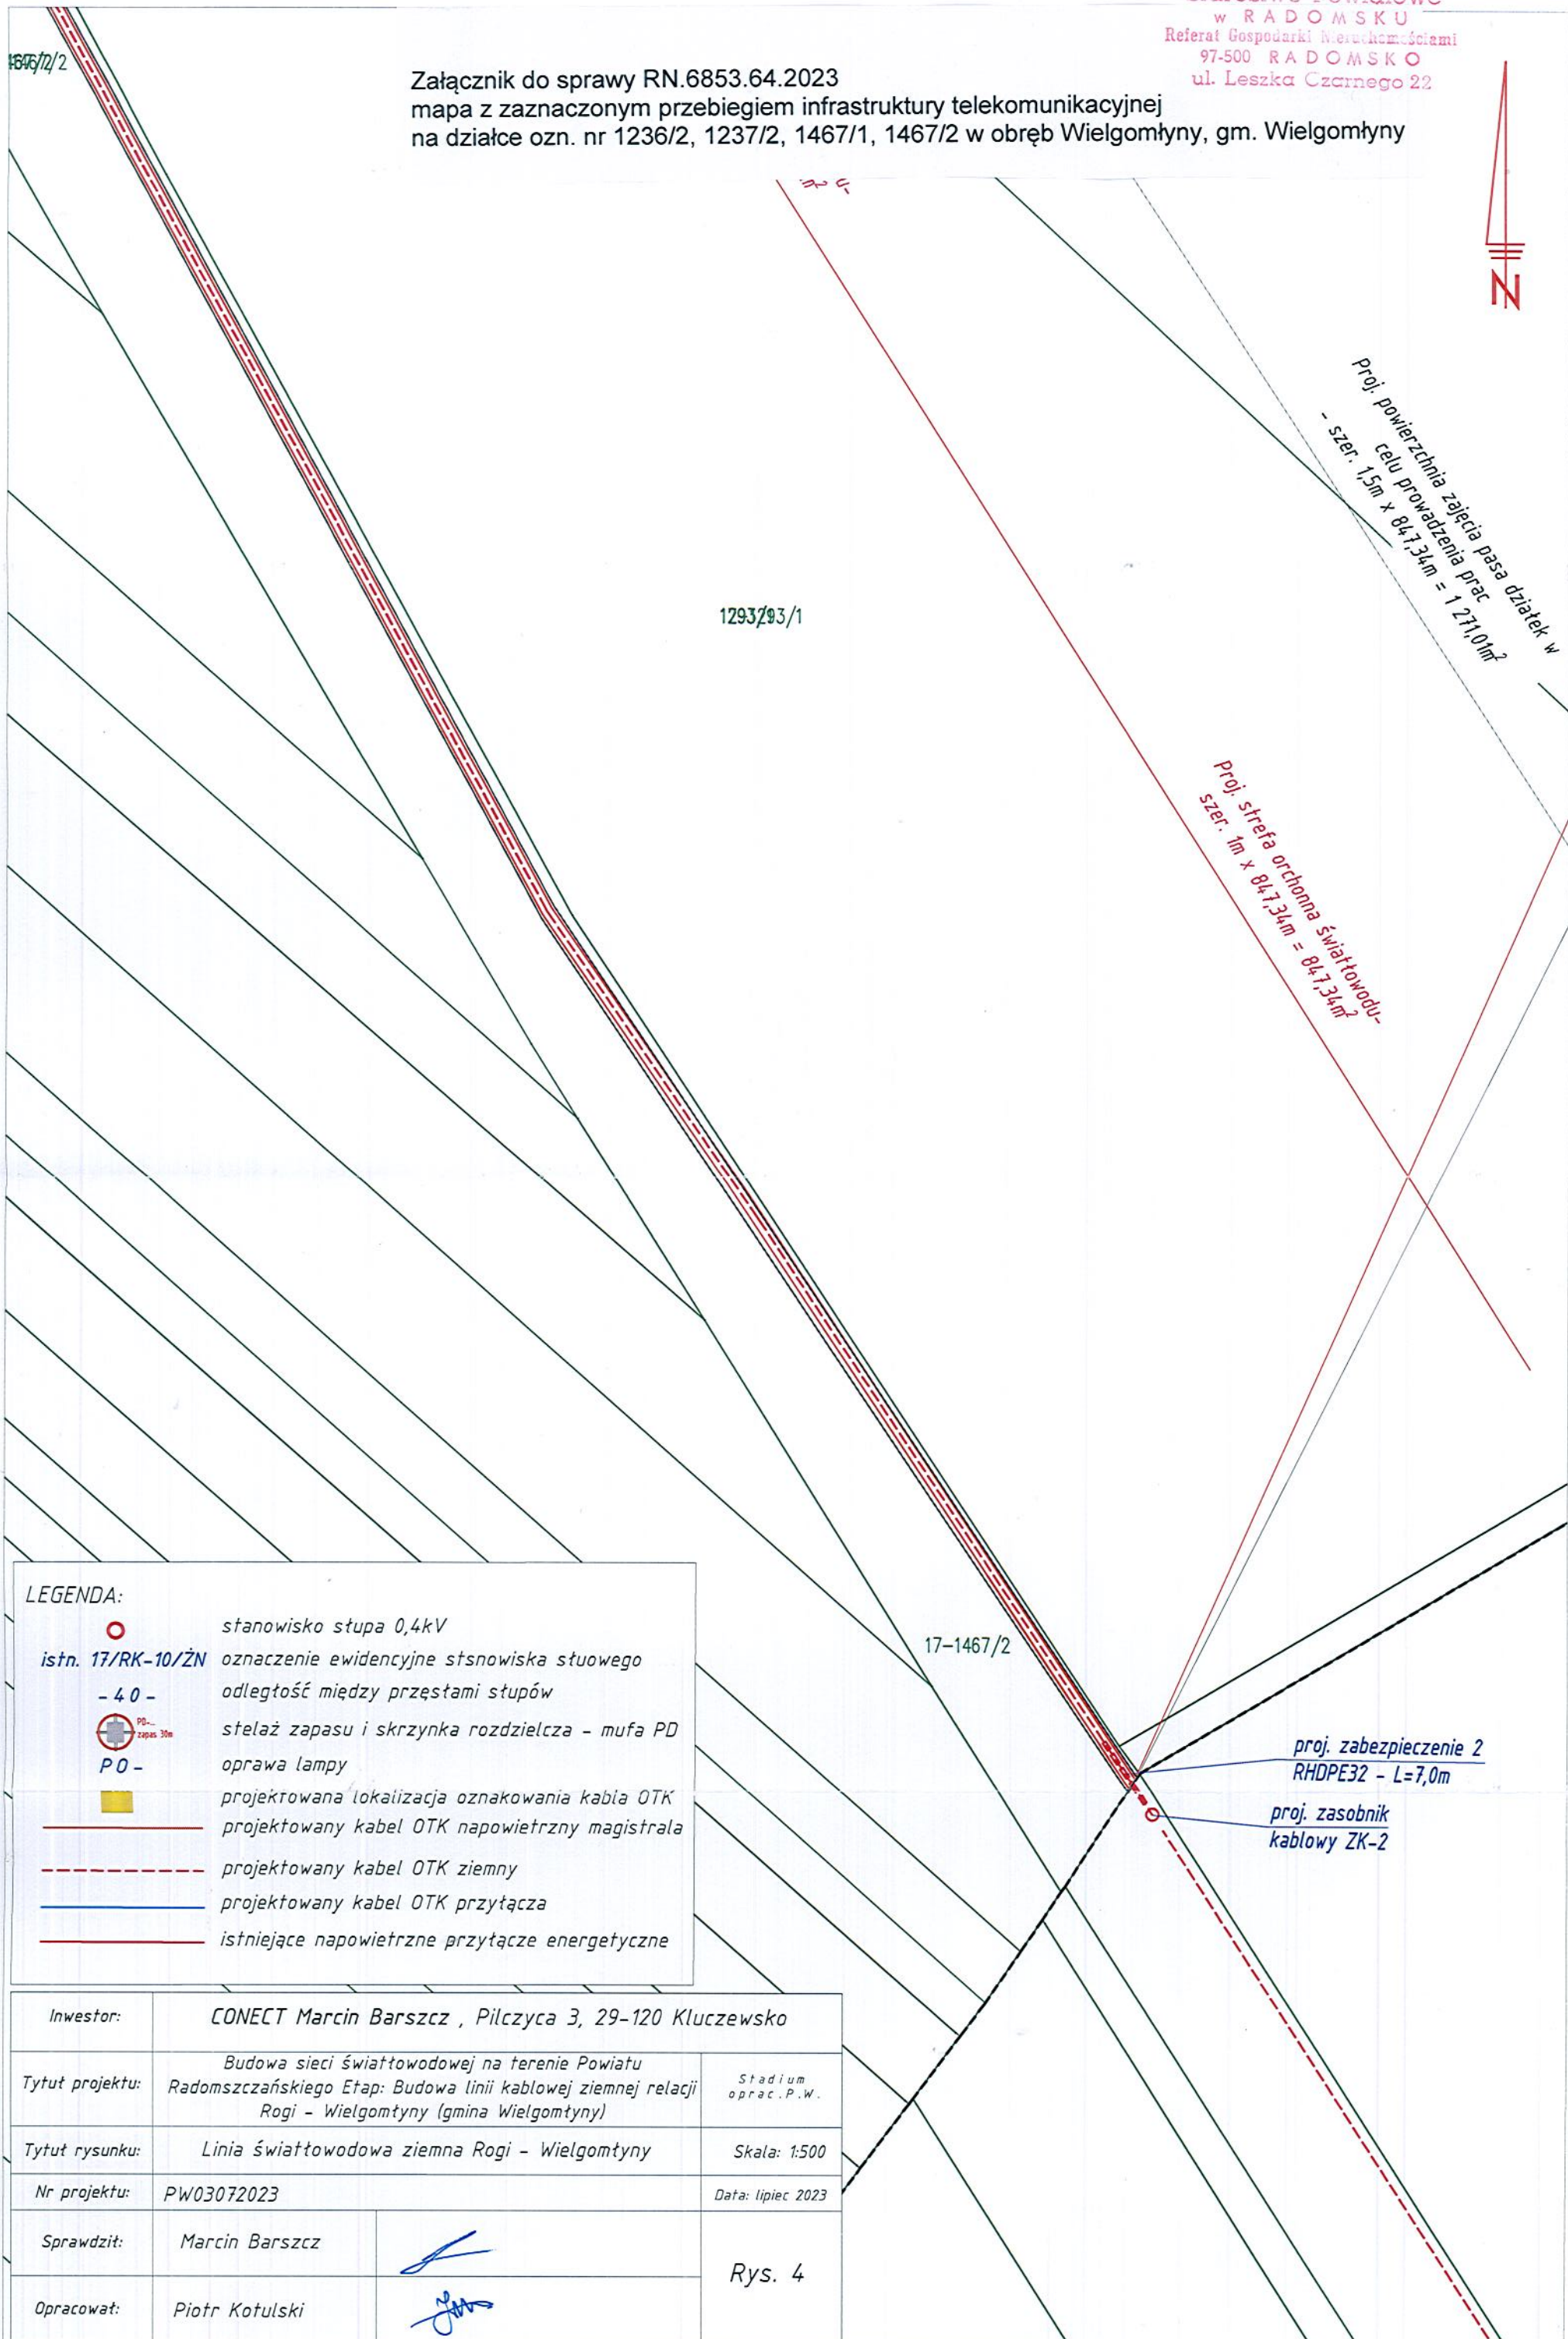 w RADOMSKU
Referat Gospodarki Nieruchomościami
97-500 RADOMSKO
ul. Leszka Czarnego 22
Załącznik do sprawy RN.6853.64.2023
mapa z zaznaczonym przebiegiem infrastruktury telekomunikacyjnej
na działce ozn. nr 1236/2, 1237/2, 1467/1, 1467/2 w obręb Wielgomłyny, gm. Wielgomłyny
N
Proj. powierzchnia zajęcia pasa działek w
celu prowadzenia prac
- szer. 1,5m x 847,34m = 1 271,01m²
Proj. strefa orchonna światłowodu-
szer. 1m x 847,34m = 847,34m²
17-1467/2
proj. zabezpieczenie 2
RHDPE32 - L=7,0m
proj. zasobnik
kablowy ZK-2
LEGENDA:
stanowisko słupa 0,4kV
istn. 17/RK-10/ŻN oznaczenie ewidencyjne stsnowiska słuowego
- 4 0 - odległość między przęsłami słupów
PD-...
zapas 30m
stelaż zapasu i skrzynka rozdzielcza - mufa PD
P O - oprawa lampy
projektowana lokalizacja oznakowania kabla OTK
projektowany kabel OTK napowietrzny magistrala
projektowany kabel OTK ziemny
projektowany kabel OTK przyłącza
istniejące napowietrzne przyłącze energetyczne
Inwestor: CONECT Marcin Barszcz , Pilczyca 3, 29-120 Kluczewsko
Tytuł projektu:
Budowa sieci światłowodowej na terenie Powiatu
Radomszczańskiego Etap: Budowa linii kablowej ziemnej relacji
Rogi - Wielgomłyny (gmina Wielgomłyny)
Stadium
oprac.P.W.
Tytuł rysunku: Linia światłowodowa ziemna Rogi - Wielgomłyny Skala: 1:500
Nr projektu: PW03072023 Data: lipiec 2023
Sprawdził: Marcin Barszcz
Rys. 4
Opracował: Piotr Kotulski